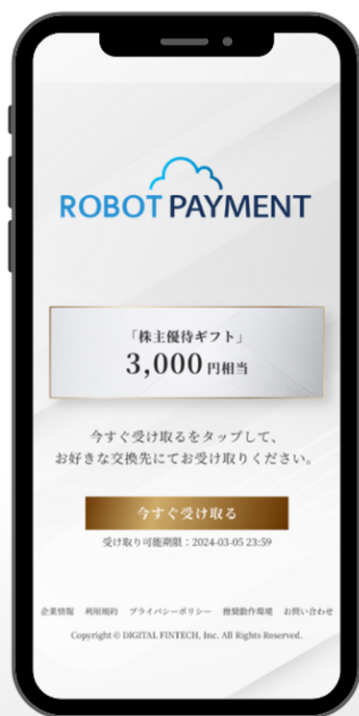 ROBOT PAYMENT
「株主優待ギフト」
3,000円相当
今すぐ受け取るをタップして、
お好きな交換先にてお受け取りください。
今すぐ受け取る
受け取り可能期限：2024-03-05 23:59
企業情報 利用規約 プライバシーポリシー 推奨動作環境 お問い合わせ
Copyright © DIGITAL FINTECH, Inc. All Rights Reserved.